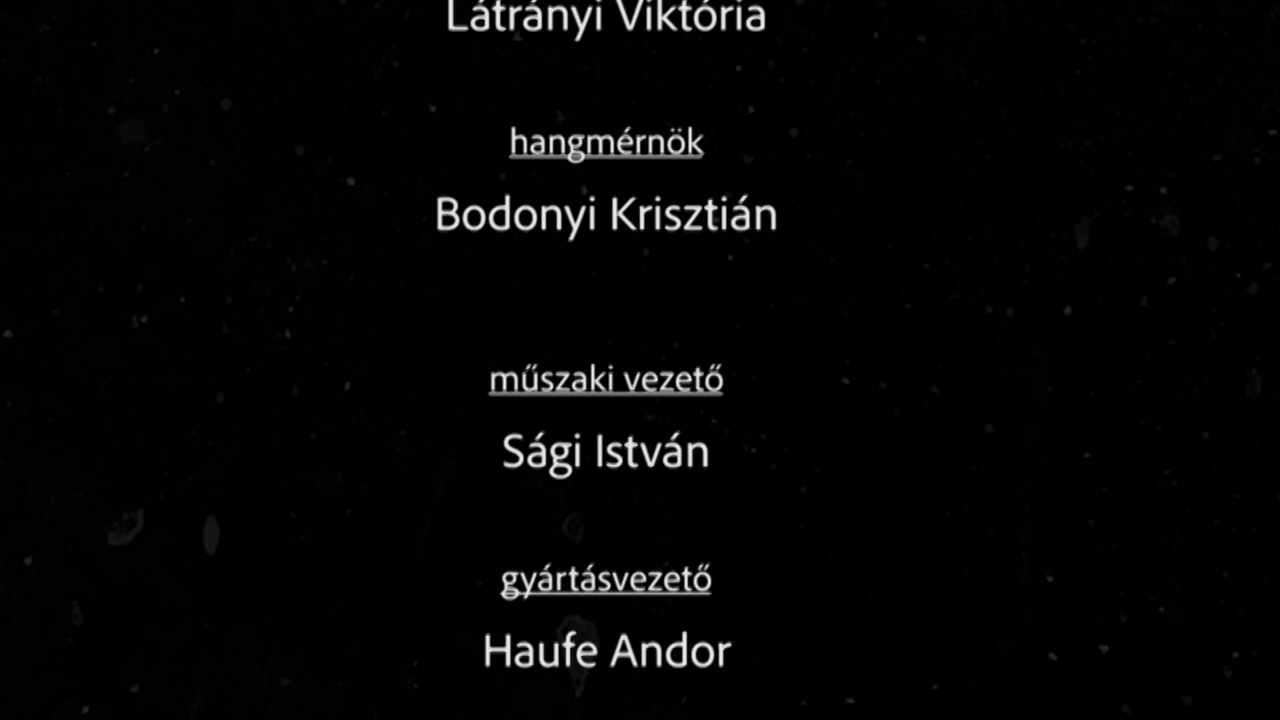 Látrányi Viktória
hangmérnök
Bodonyi Krisztián
műszaki vezető
Sági István
gyártásvezető
Haufe Andor